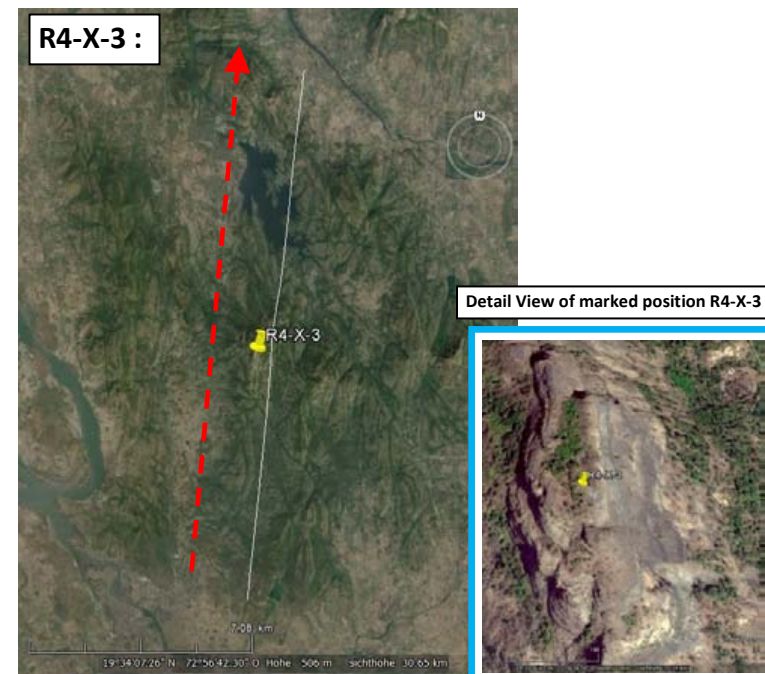 R4-X-3 :
N
R4-X-3
Detail View of marked position R4-X-3
7.08 km
19°34'07.26" N 72°56'42.30" O Höhe 506 m sichthöhe 30.65 km